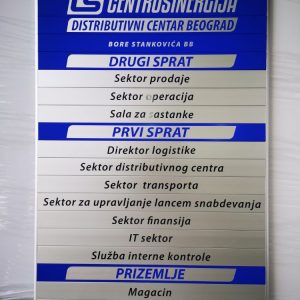 CS CENTROSINERGIJA
DISTRIBUTIVNI CENTAR BEOGRAD
BORE STANKOVIĆA BB
DRUGI SPRAT
Sektor prodaje
Sektor operacija
Sala za sastanke
PRVI SPRAT
Direktor logistike
Sektor distributivnog centra
Sektor transporta
Sektor za upravljanje lancem snabdevanja
Sektor finansija
IT sektor
Služba interne kontrole
PRIZEMLJE
Magacin